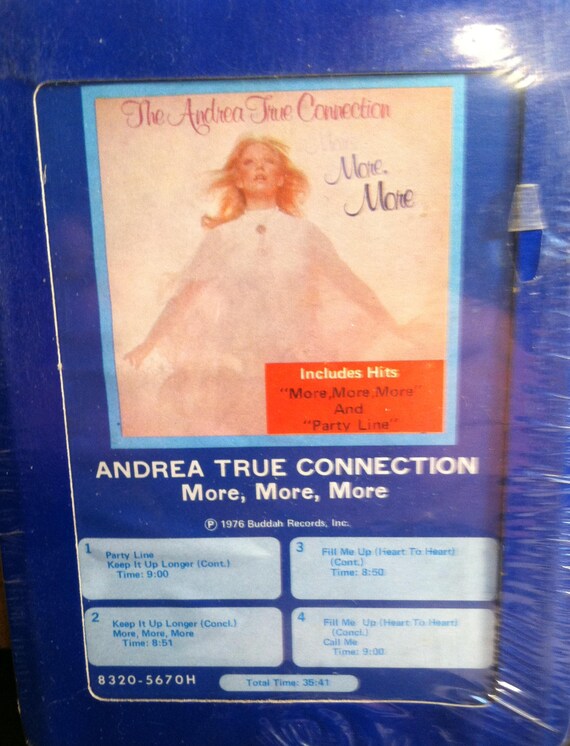 The Andrea True Connection
More,
More,
More
Includes Hits
"More,More,More"
And
"Party Line"
ANDREA TRUE CONNECTION
More, More, More
Ⓟ 1976 Buddah Records, Inc.
1
Party Line
Keep It Up Longer (Cont.)
Time: 9:00
2
Keep It Up Longer (Concl.)
More, More, More
Time: 8:51
3
Fill Me Up (Heart To Heart)
(Cont.)
Time: 8:50
4
Fill Me Up (Heart To Heart)
(Concl.)
Call Me
Time: 9:00
8320-5670H
Total Time: 35:41